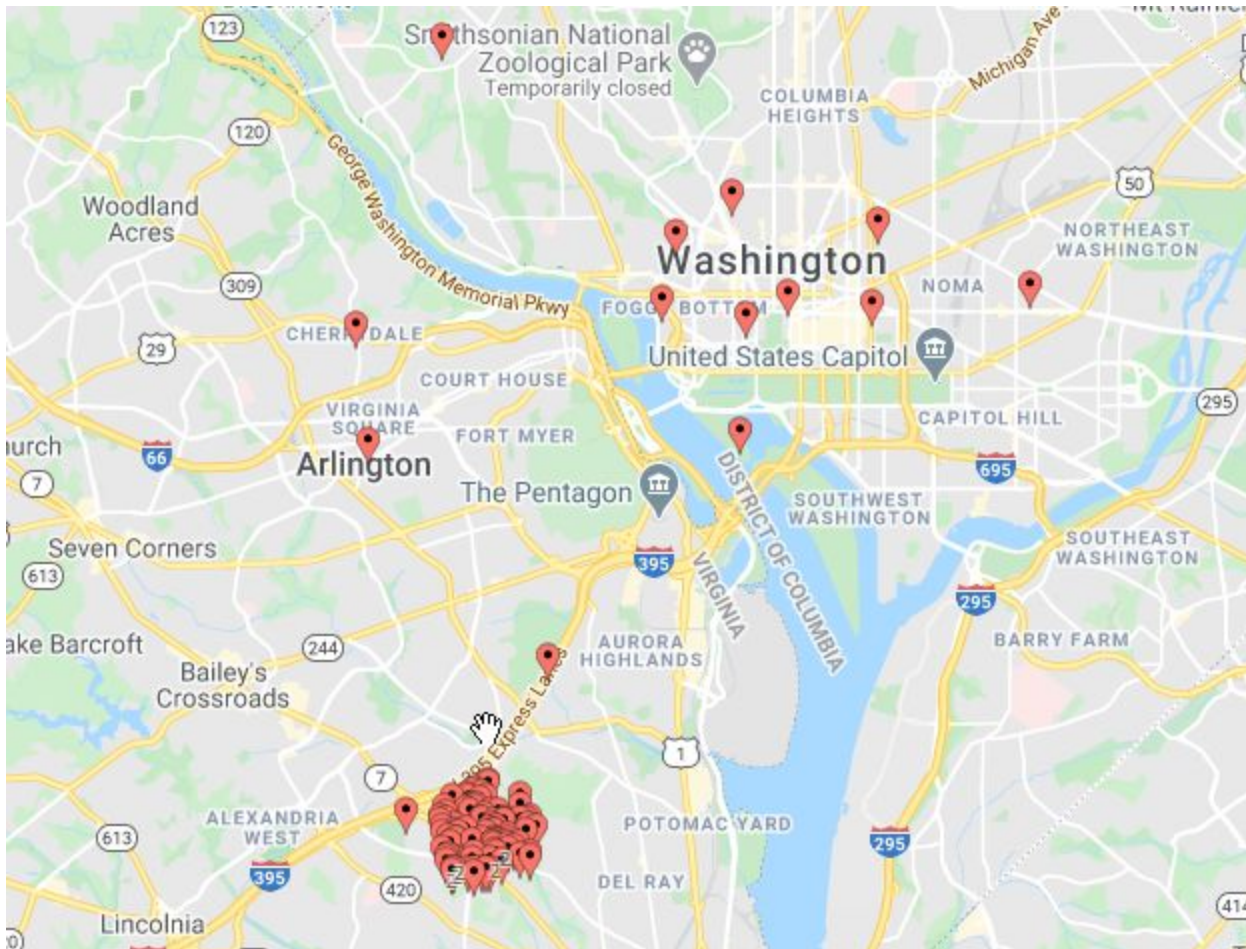 123
Smithsonian National
Zoological Park
Temporarily closed
Michigan Ave
COLUMBIA
HEIGHTS
120
George Washington Memorial Pkwy
50
Woodland
Acres
NORTHEAST
WASHINGTON
Washington
309
NOMA
FOGGY BOTTOM
CHERRYDALE
29
United States Capitol
COURT HOUSE
295
VIRGINIA
SQUARE
CAPITOL HILL
FORT MYER
hurch
66
Arlington
695
7
The Pentagon
DISTRICT OF COLUMBIA
SOUTHWEST
WASHINGTON
Seven Corners
SOUTHEAST
WASHINGTON
395
VIRGINIA
613
295
ake Barcroft
244
AURORA
HIGHLANDS
BARRY FARM
Bailey's
Crossroads
I-395 Express Lanes
1
7
ALEXANDRIA
WEST
613
POTOMAC YARD
295
395
420
DEL RAY
Lincolnia
414